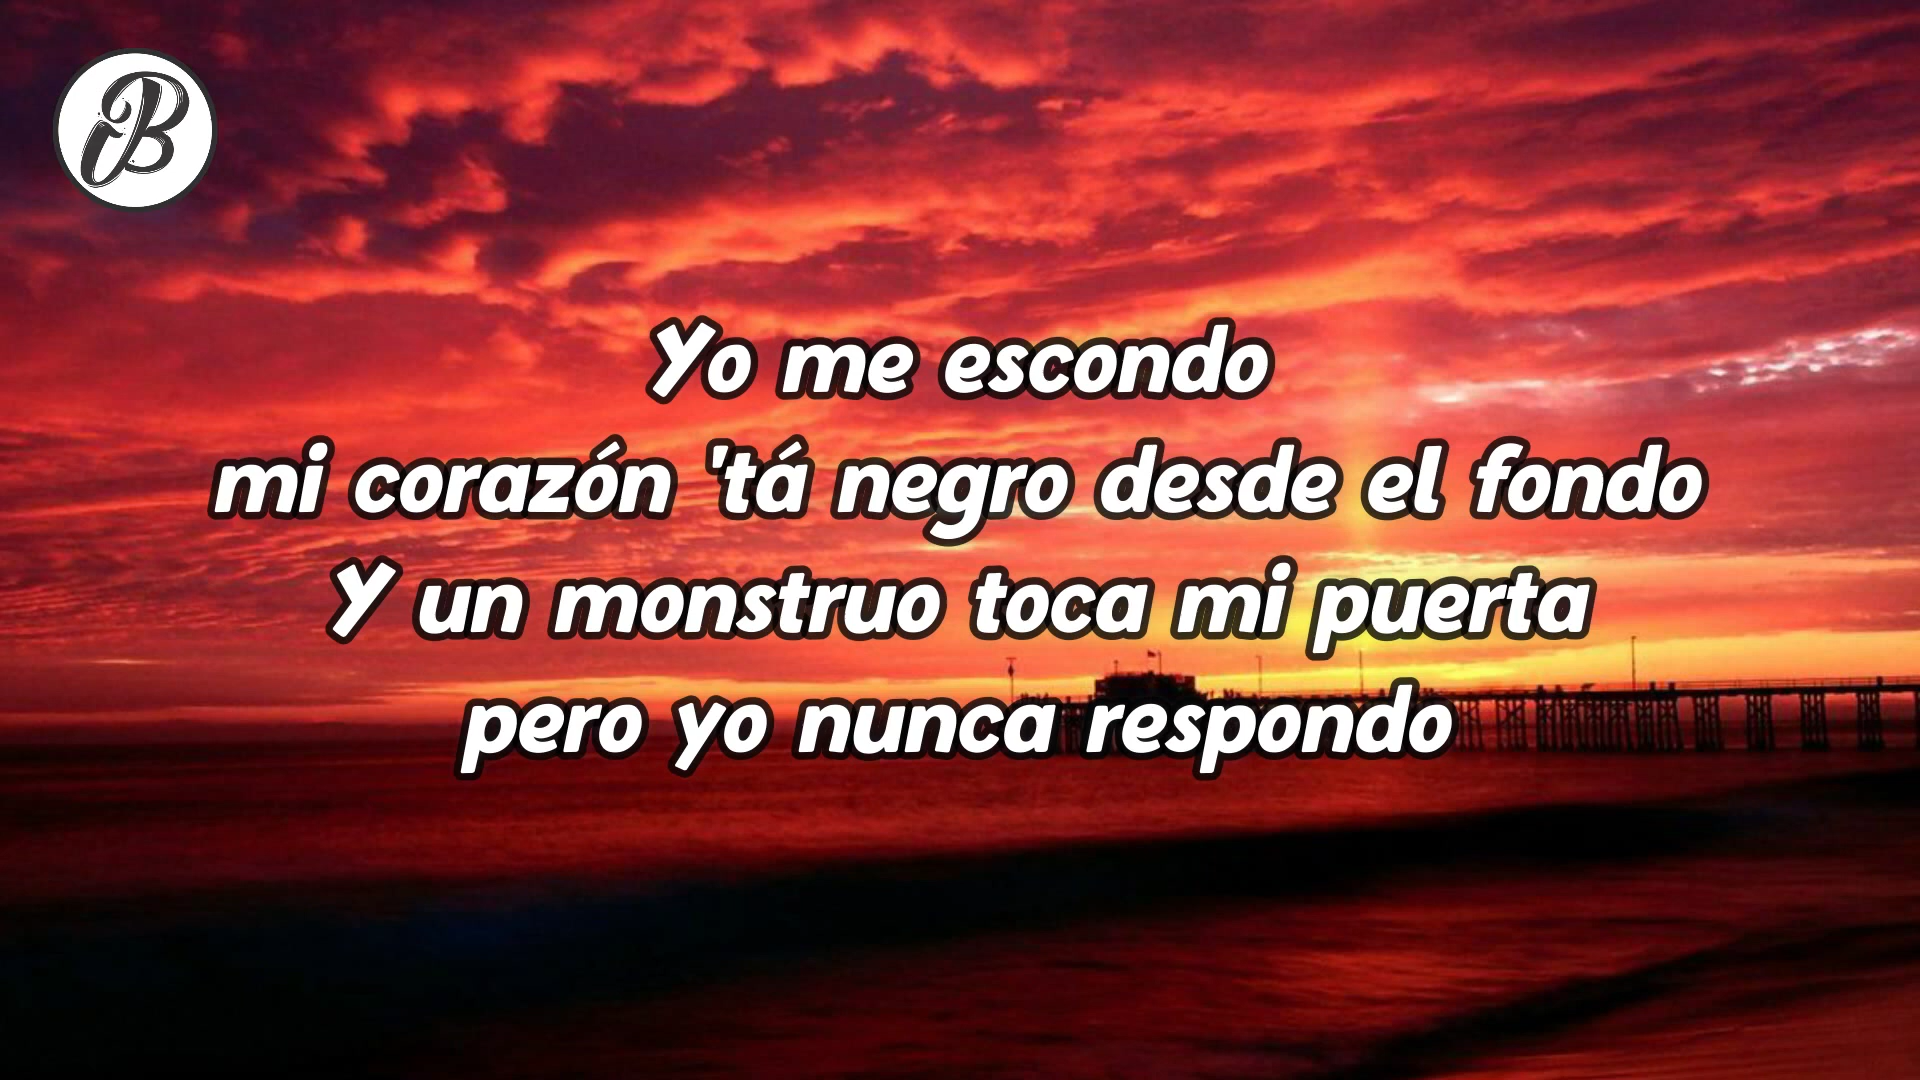 B
Yo me escondo
mi corazón 'tá negro desde el fondo
Y un monstruo toca mi puerta
pero yo nunca respondo